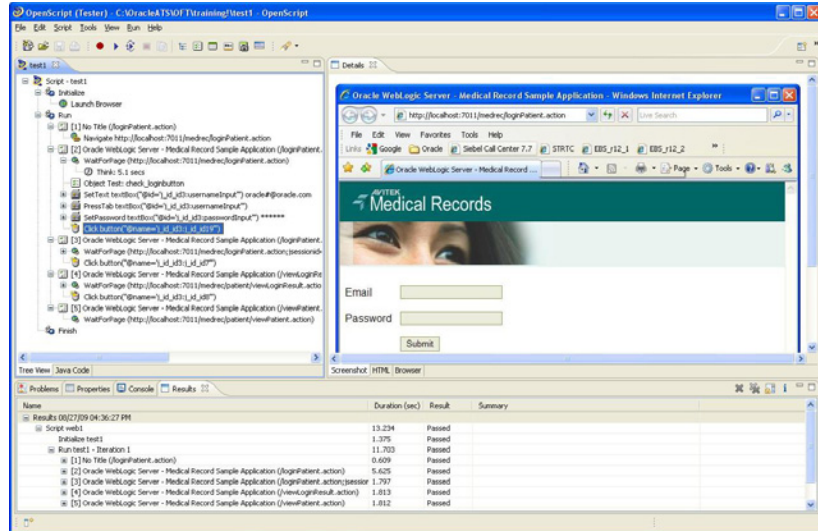 OpenScript (Tester) - C:\OracleATS\OFT\training!\test1 - OpenScript
File Edit Script Tools View Run Help
test1
Script - test1
Initialize
Launch Browser
Run
[1] No Title (/loginPatient.action)
Navigate http://localhost:7011/medrec/loginPatient.action
[2] Oracle WebLogic Server - Medical Record Sample Application (/loginPatient.
WaitForPage (http://localhost:7011/medrec/loginPatient.action)
Think: 5.1 secs
Object Test: check_loginbutton
SetText textBox("@id='j_id_id3:usernameInput'") oracle#@oracle.com
PressTab textBox("@id='j_id_id3:usernameInput'")
SetPassword textBox("@id='j_id_id3:passwordInput'") ******
Click button("@name='j_id_id3:j_id_id19'")
[3] Oracle WebLogic Server - Medical Record Sample Application (/loginPatient.
WaitForPage (http://localhost:7011/medrec/loginPatient.action;jsessionid=
Click button("@name='j_id_id3:j_id_id7'")
[4] Oracle WebLogic Server - Medical Record Sample Application (/viewLoginRe
WaitForPage (http://localhost:7011/medrec/patient/viewLoginResult.actio
Click button("@name='j_id_id3:j_id_id8'")
[5] Oracle WebLogic Server - Medical Record Sample Application (/viewPatient.
WaitForPage (http://localhost:7011/medrec/patient/viewPatient.action)
Finish
Tree View Java Code
Details
Oracle WebLogic Server - Medical Record Sample Application - Windows Internet Explorer
http://localhost:7011/medrec/loginPatient.action
Live Search
File Edit View Favorites Tools Help
Links Google Oracle Siebel Call Center 7.7 STRTC EBS_r12_1 EBS_r12_2
Oracle WebLogic Server - Medical Record ...
Page Tools
AVITEK
Medical Records
Email
Password
Submit
Screenshot HTML Browser
Problems Properties Console Results
Name Duration (sec) Result Summary
Results 08/27/09 04:36:27 PM
Script web1 13.234 Passed
Initialize test1 1.375 Passed
Run test1 - Iteration 1 11.703 Passed
[1] No Title (/loginPatient.action) 0.609 Passed
[2] Oracle WebLogic Server - Medical Record Sample Application (/loginPatient.action) 5.625 Passed
[3] Oracle WebLogic Server - Medical Record Sample Application (/loginPatient.action;jsession 1.797 Passed
[4] Oracle WebLogic Server - Medical Record Sample Application (/viewLoginResult.action) 1.813 Passed
[5] Oracle WebLogic Server - Medical Record Sample Application (/viewPatient.action) 1.812 Passed